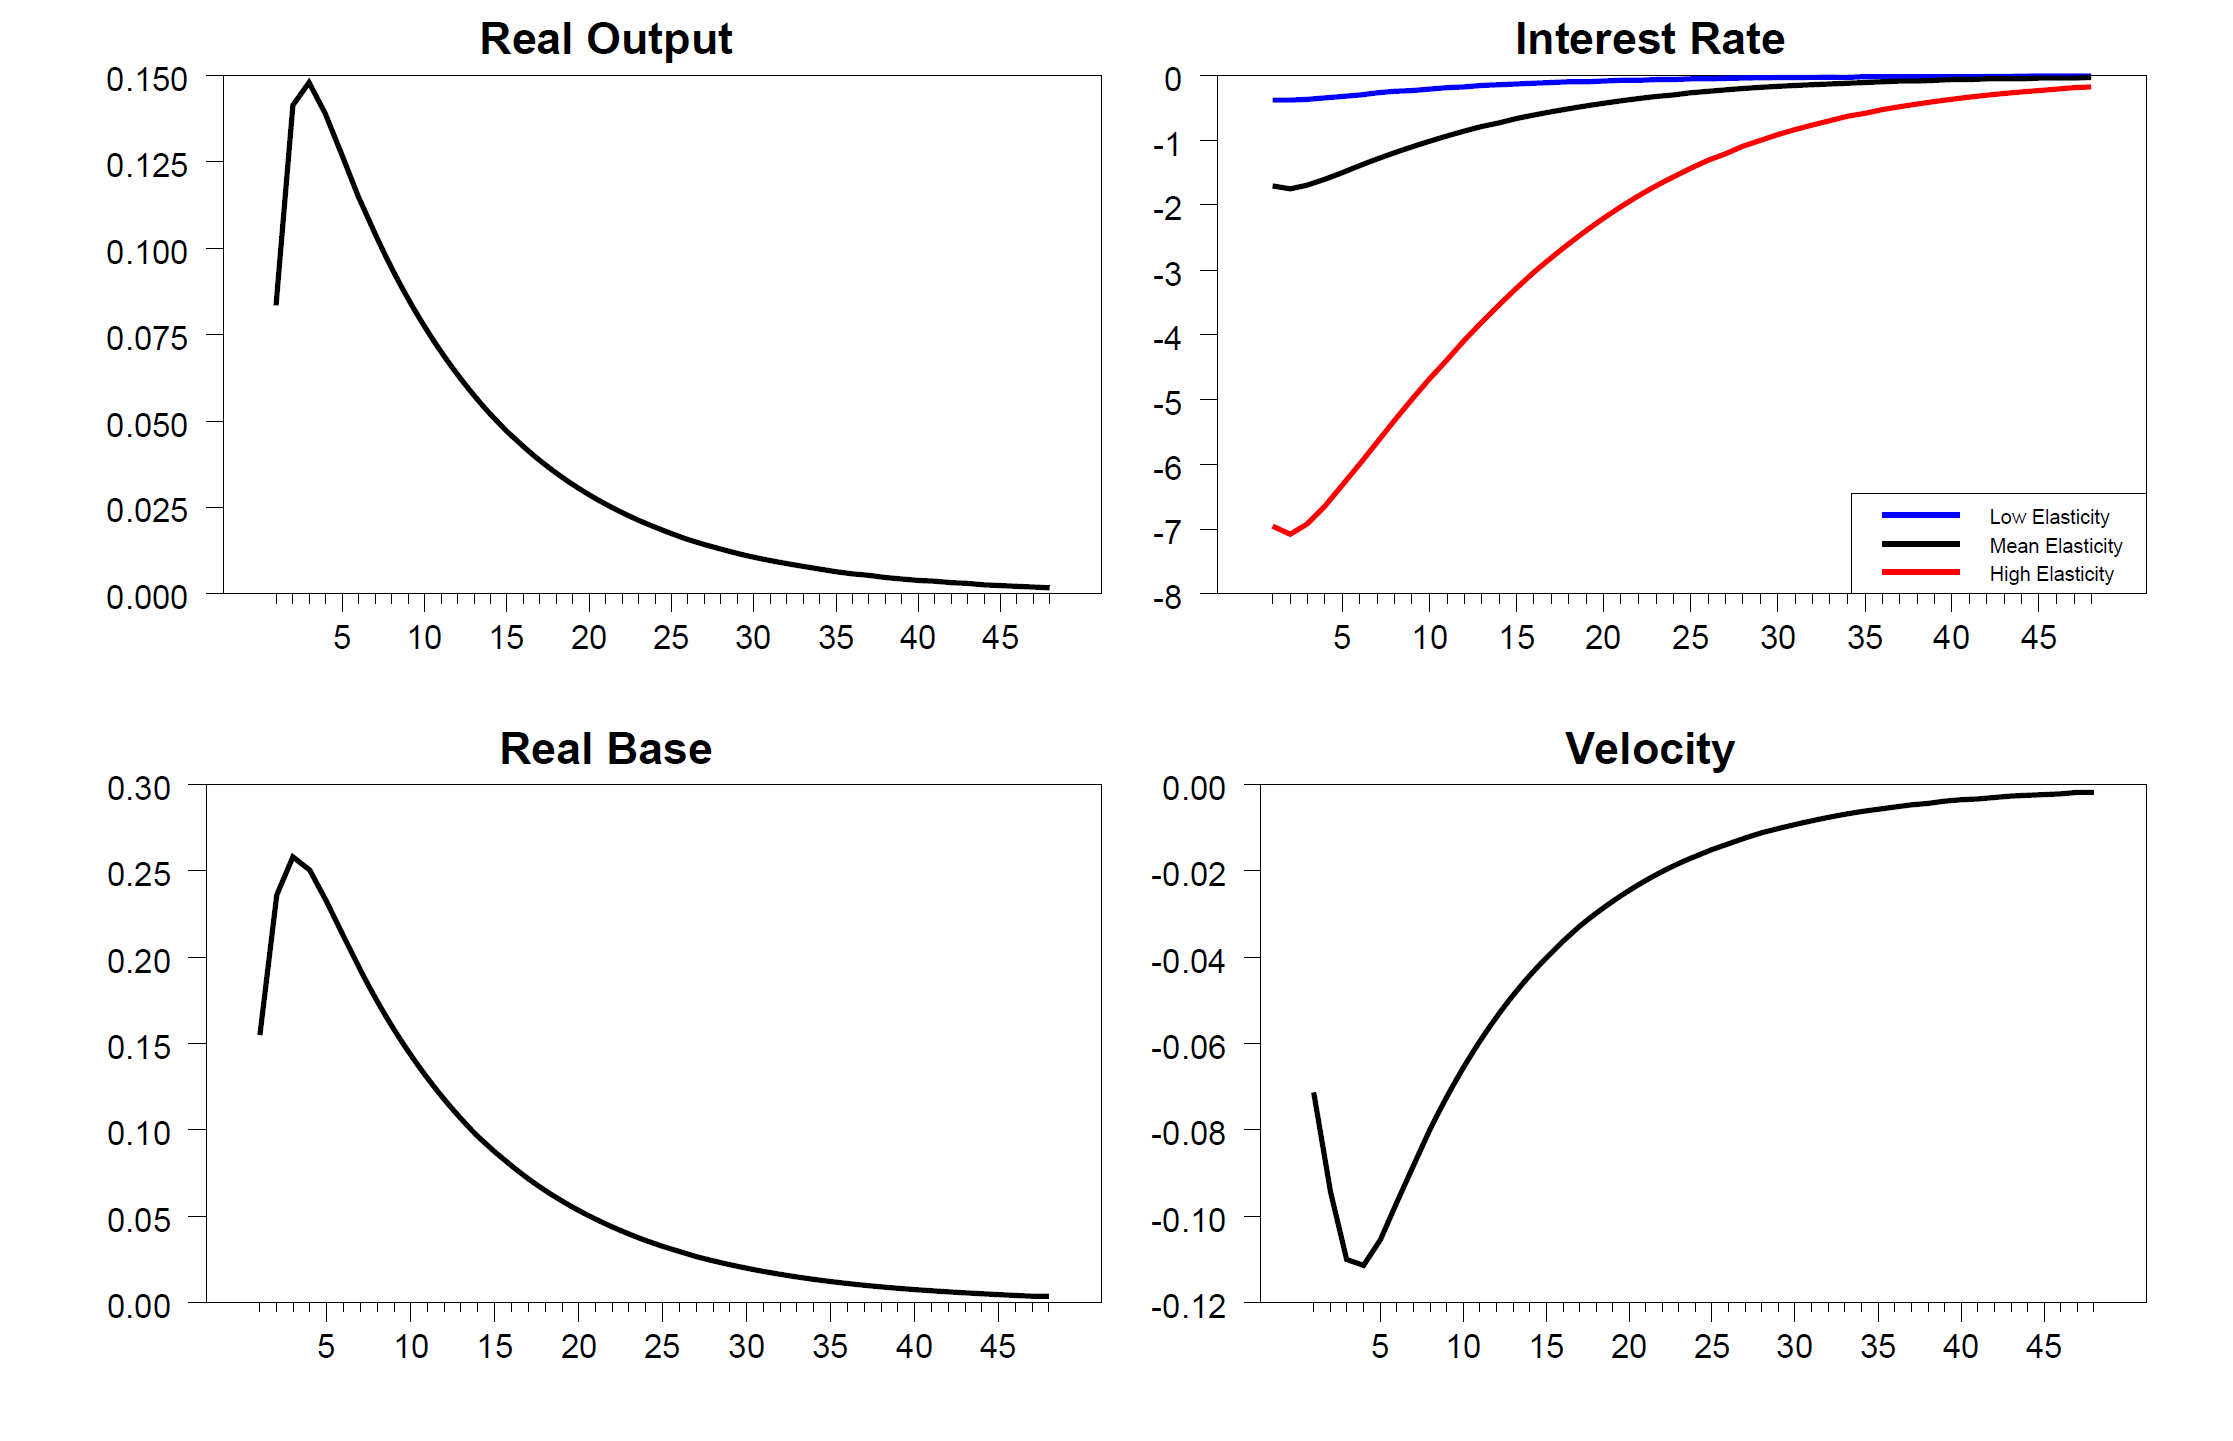 Real Output
0.150
0.125
0.100
0.075
0.050
0.025
0.000
5 10 15 20 25 30 35 40 45
Interest Rate
0
-1
-2
-3
-4
-5
-6
-7
-8
Low Elasticity
Mean Elasticity
High Elasticity
5 10 15 20 25 30 35 40 45
Real Base
0.30
0.25
0.20
0.15
0.10
0.05
0.00
5 10 15 20 25 30 35 40 45
Velocity
0.00
-0.02
-0.04
-0.06
-0.08
-0.10
-0.12
5 10 15 20 25 30 35 40 45